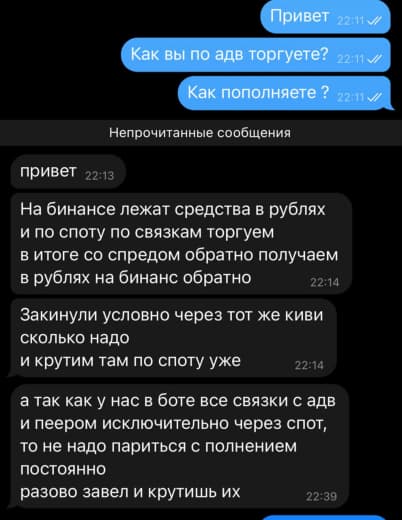 Привет 22:11
Как вы по адв торгуете? 22:11
Как пополняете ? 22:11
Непрочитанные сообщения
привет 22:13
На бинансе лежат средства в рублях
и по споту по связкам торгуем
в итоге со спредом обратно получаем
в рублях на бинанс обратно 22:14
Закинули условно через тот же киви
сколько надо
и крутим там по споту уже 22:14
а так как у нас в боте все связки с адв
и пеером исключительно через спот,
то не надо париться с полнением
постоянно
разово завел и крутишь их 22:39